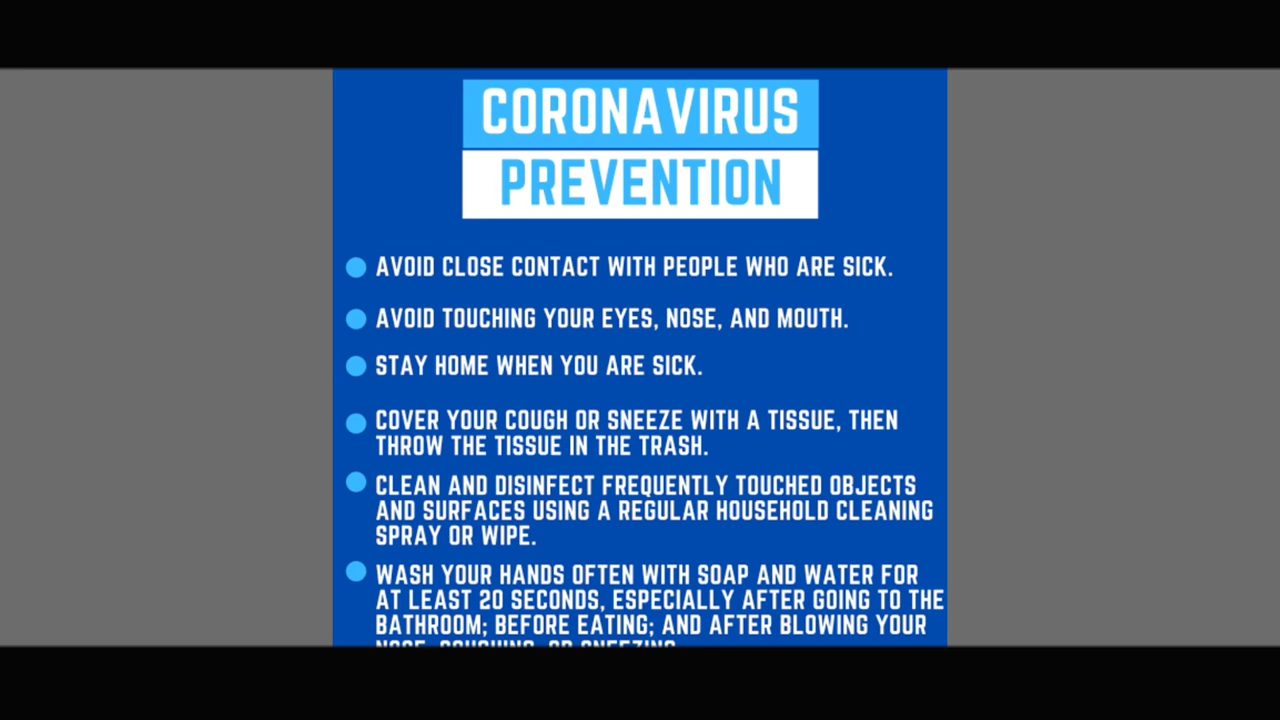 CORONAVIRUS
PREVENTION
AVOID CLOSE CONTACT WITH PEOPLE WHO ARE SICK.
AVOID TOUCHING YOUR EYES, NOSE, AND MOUTH.
STAY HOME WHEN YOU ARE SICK.
COVER YOUR COUGH OR SNEEZE WITH A TISSUE, THEN
THROW THE TISSUE IN THE TRASH.
CLEAN AND DISINFECT FREQUENTLY TOUCHED OBJECTS
AND SURFACES USING A REGULAR HOUSEHOLD CLEANING
SPRAY OR WIPE.
WASH YOUR HANDS OFTEN WITH SOAP AND WATER FOR
AT LEAST 20 SECONDS, ESPECIALLY AFTER GOING TO THE
BATHROOM; BEFORE EATING; AND AFTER BLOWING YOUR